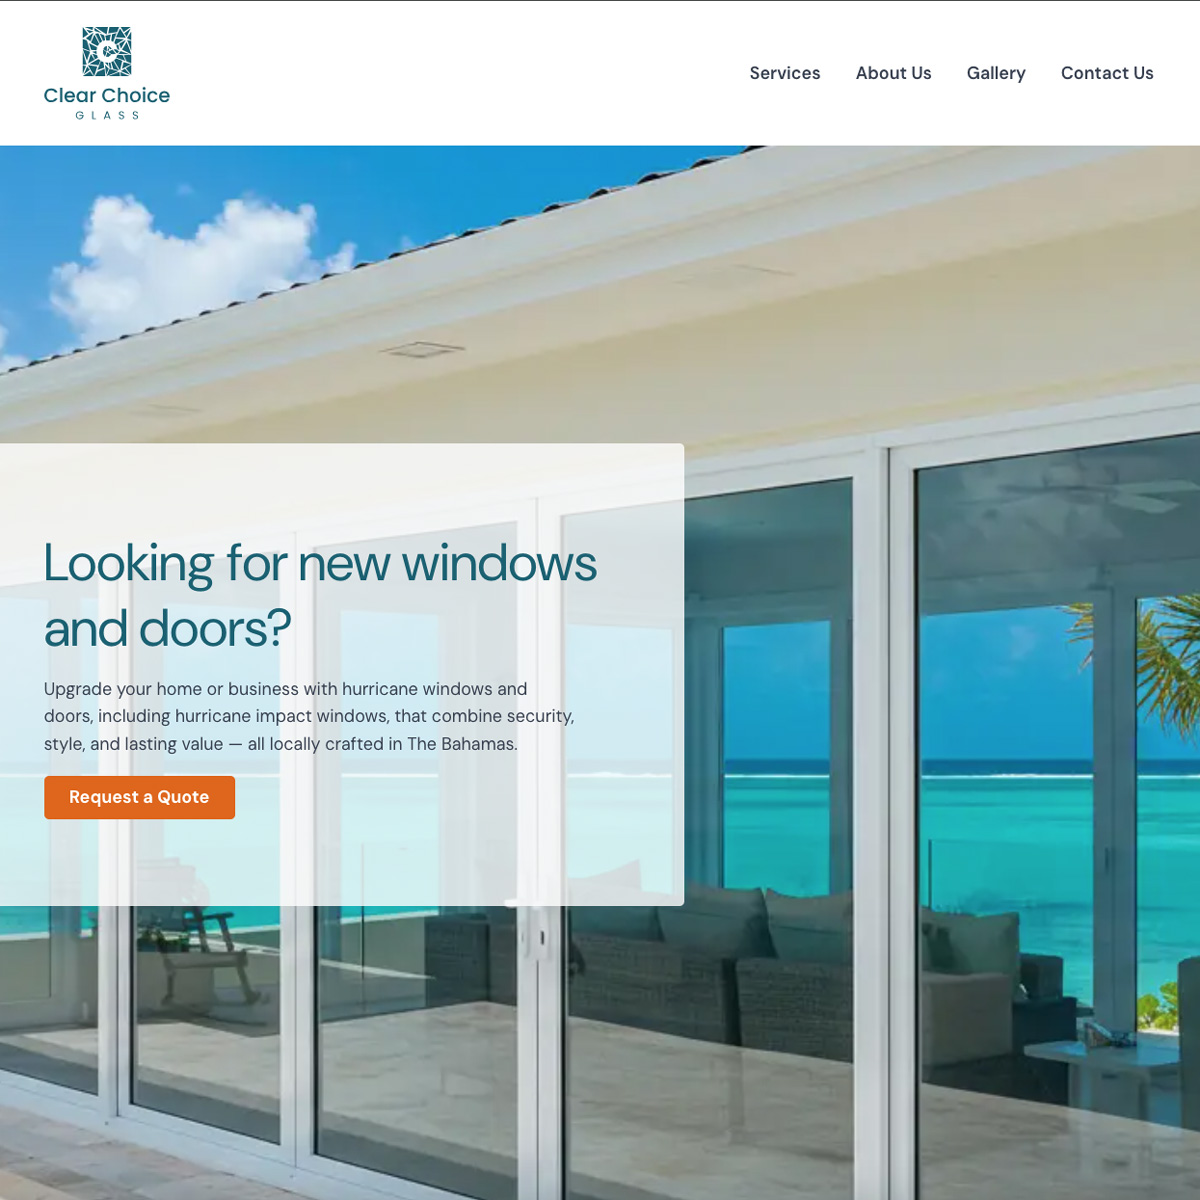 C
Clear Choice
GLASS
Services
About Us
Gallery
Contact Us
Looking for new windows
and doors?
Upgrade your home or business with hurricane windows and
doors, including hurricane impact windows, that combine security,
style, and lasting value — all locally crafted in The Bahamas.
Request a Quote